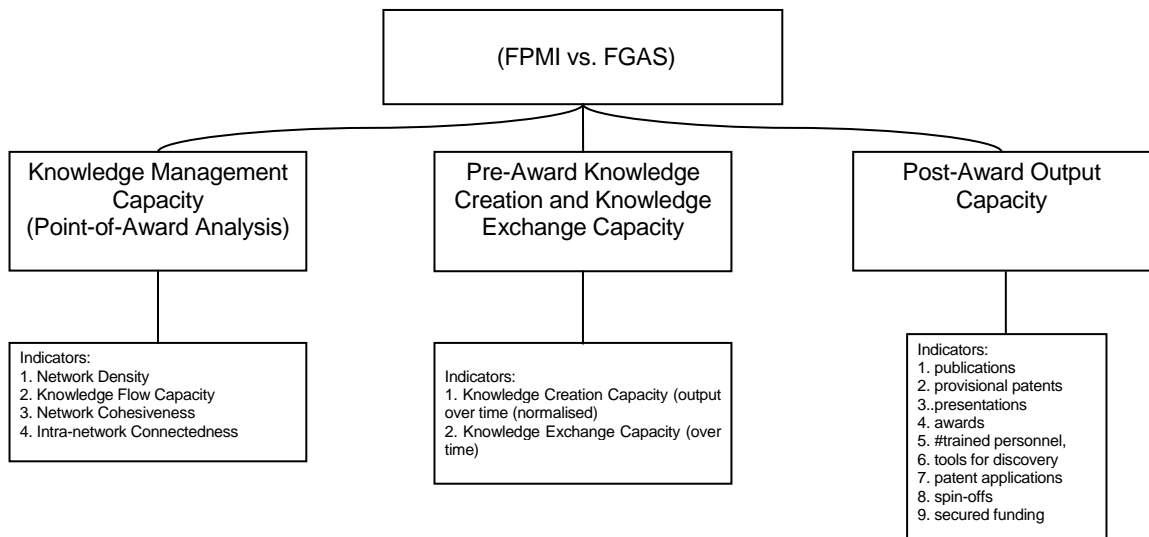 (FPMI vs. FGAS)
Knowledge Management
Capacity
(Point-of-Award Analysis)
Pre-Award Knowledge
Creation and Knowledge
Exchange Capacity
Post-Award Output
Capacity
Indicators:
1. Network Density
2. Knowledge Flow Capacity
3. Network Cohesiveness
4. Intra-network Connectedness
Indicators:
1. Knowledge Creation Capacity (output
over time (normalised)
2. Knowledge Exchange Capacity (over
time)
Indicators:
1. publications
2. provisional patents
3..presentations
4. awards
5. #trained personnel,
6. tools for discovery
7. patent applications
8. spin-offs
9. secured funding